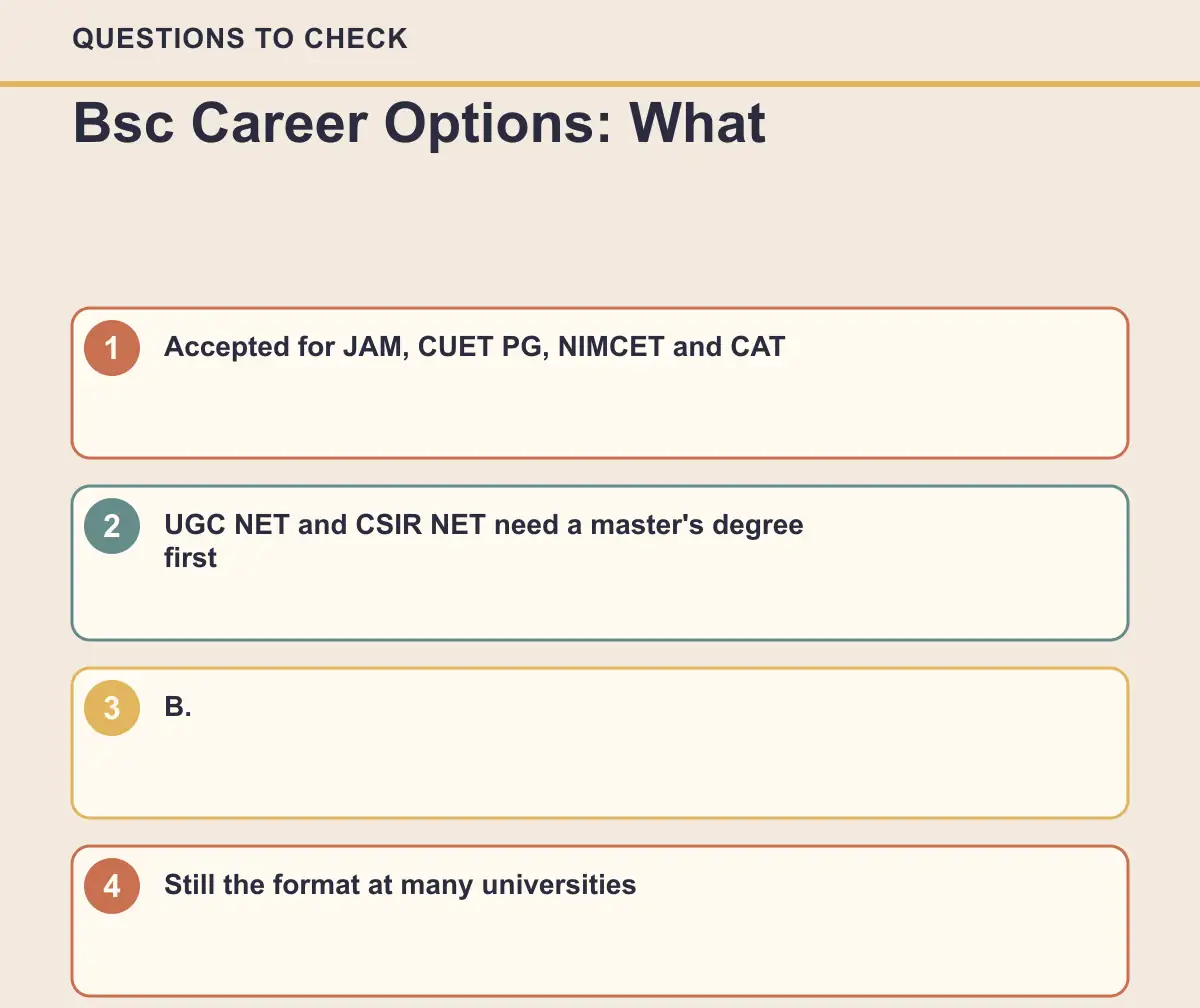 QUESTIONS TO CHECK
Bsc Career Options: What
1
Accepted for JAM, CUET PG, NIMCET and CAT
2
UGC NET and CSIR NET need a master's degree
first
3
B.
4
Still the format at many universities